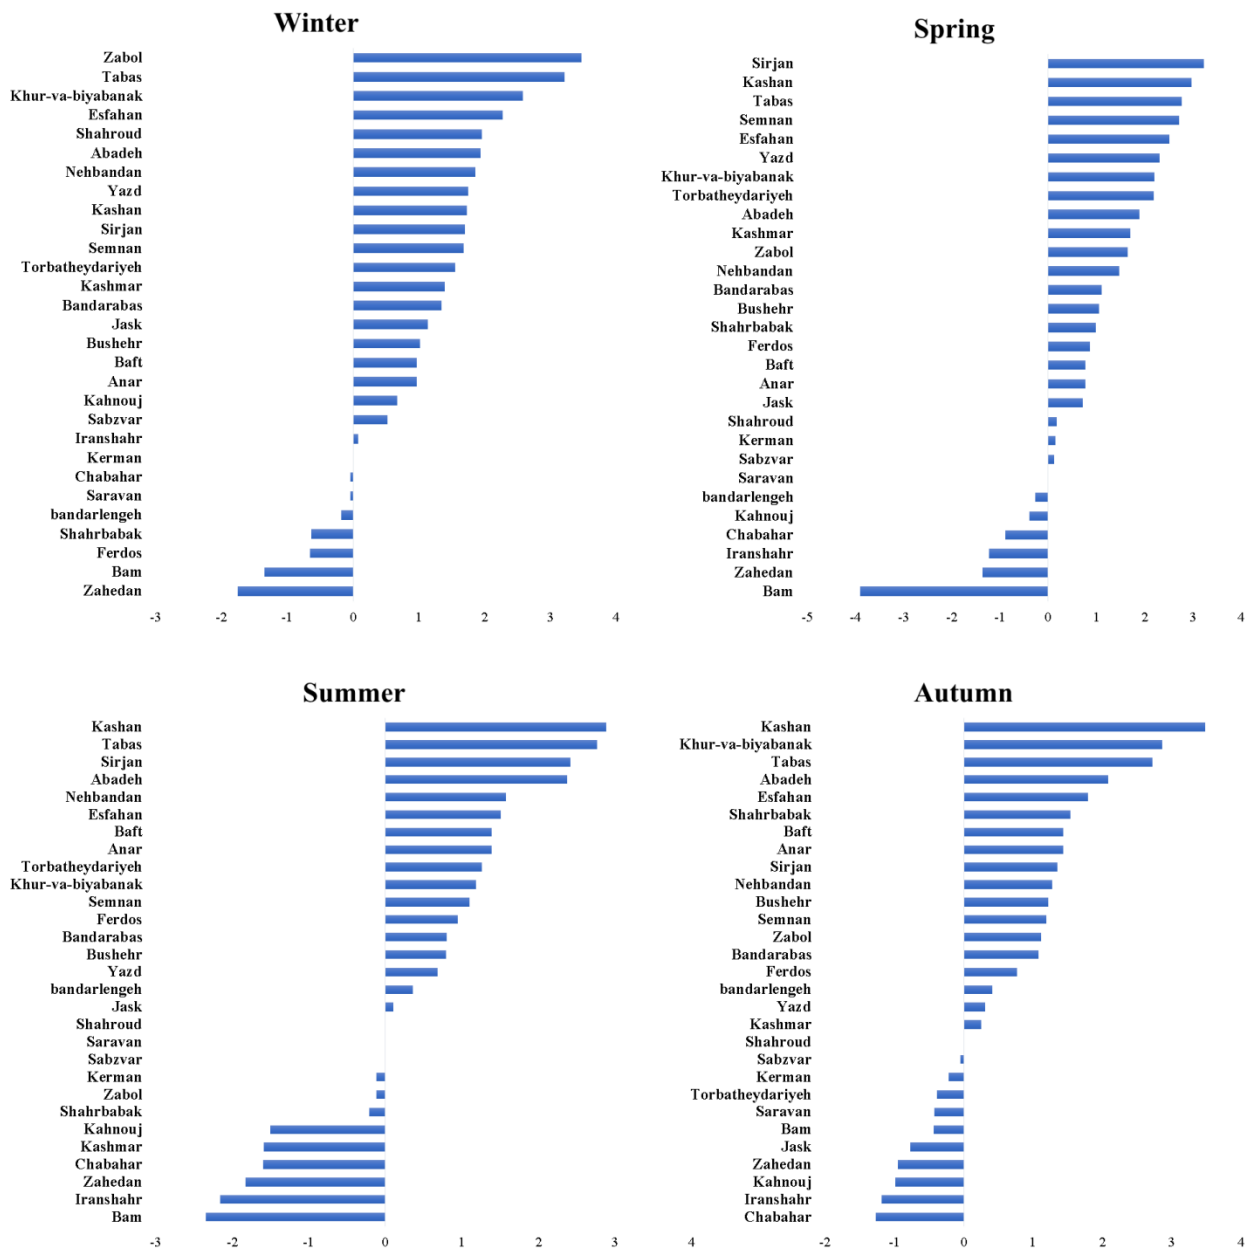 Winter
Zabol
Tabas
Khur-va-biyabanak
Esfahan
Shahroud
Abadeh
Nehbandan
Yazd
Kashan
Sirjan
Semnan
Torbatheydariyeh
Kashmar
Bandarabas
Jask
Bushehr
Baft
Anar
Kahnouj
Sabzvar
Iranshahr
Kerman
Chabahar
Saravan
bandarlengeh
Shahrbabak
Ferdos
Bam
Zahedan
-3 -2 -1 0 1 2 3 4
Spring
Sirjan
Kashan
Tabas
Semnan
Esfahan
Yazd
Khur-va-biyabanak
Torbatheydariyeh
Abadeh
Kashmar
Zabol
Nehbandan
Bandarabas
Bushehr
Shahrbabak
Ferdos
Baft
Anar
Jask
Shahroud
Kerman
Sabzvar
Saravan
bandarlengeh
Kahnouj
Chabahar
Iranshahr
Zahedan
Bam
-5 -4 -3 -2 -1 0 1 2 3 4
Summer
Kashan
Tabas
Sirjan
Abadeh
Nehbandan
Esfahan
Baft
Anar
Torbatheydariyeh
Khur-va-biyabanak
Semnan
Ferdos
Bandarabas
Bushehr
Yazd
bandarlengeh
Jask
Shahroud
Saravan
Sabzvar
Kerman
Zabol
Shahrbabak
Kahnouj
Kashmar
Chabahar
Zahedan
Iranshahr
Bam
-3 -2 -1 0 1 2 3 4
Autumn
Kashan
Khur-va-biyabanak
Tabas
Abadeh
Esfahan
Shahrbabak
Baft
Anar
Sirjan
Nehbandan
Bushehr
Semnan
Zabol
Bandarabas
Ferdos
bandarlengeh
Yazd
Kashmar
Shahroud
Sabzvar
Kerman
Torbatheydariyeh
Saravan
Bam
Jask
Zahedan
Kahnouj
Iranshahr
Chabahar
-2 -1 0 1 2 3 4